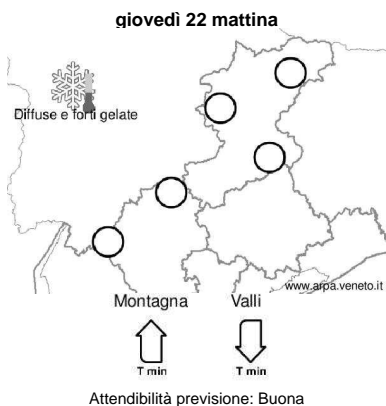 giovedì 22 mattina
Diffuse e forti gelate
www.arpa.veneto.it
Montagna Valli
T min T min
Attendibilità previsione: Buona